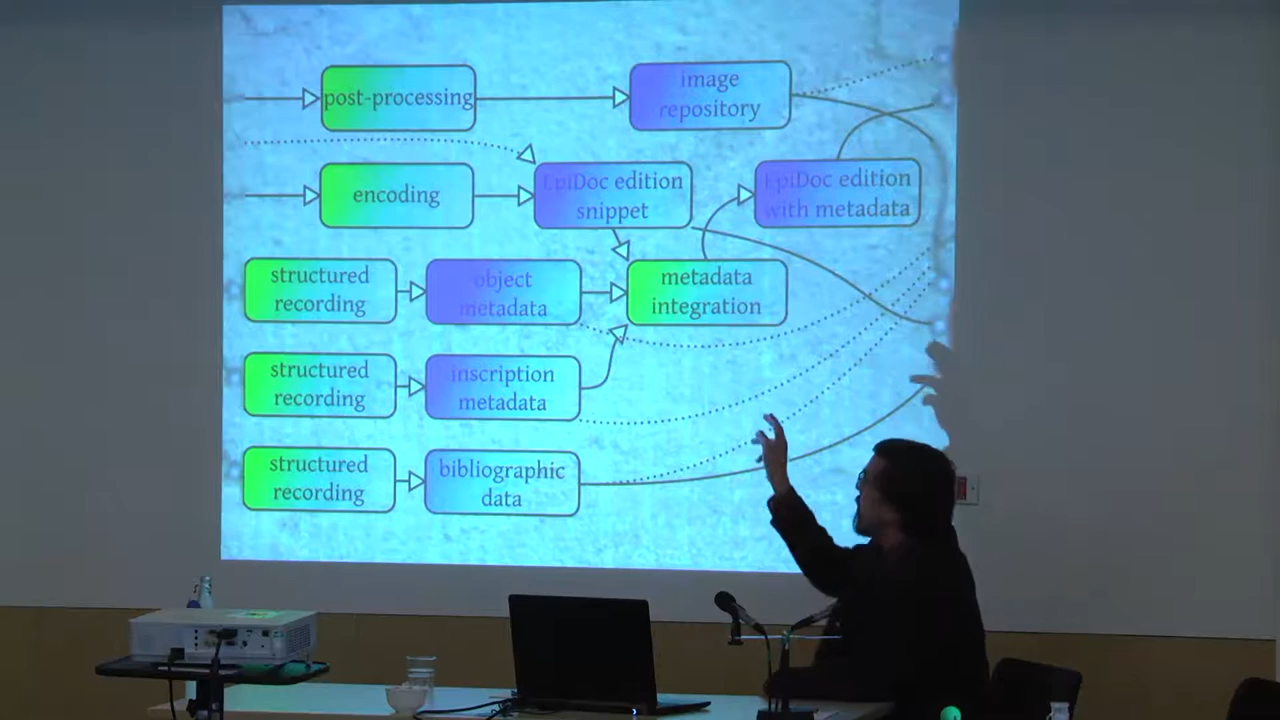 post-processing
image
repository
encoding
EpiDoc edition
snippet
EpiDoc edition
with metadata
structured
recording
object
metadata
metadata
integration
structured
recording
inscription
metadata
structured
recording
bibliographic
data